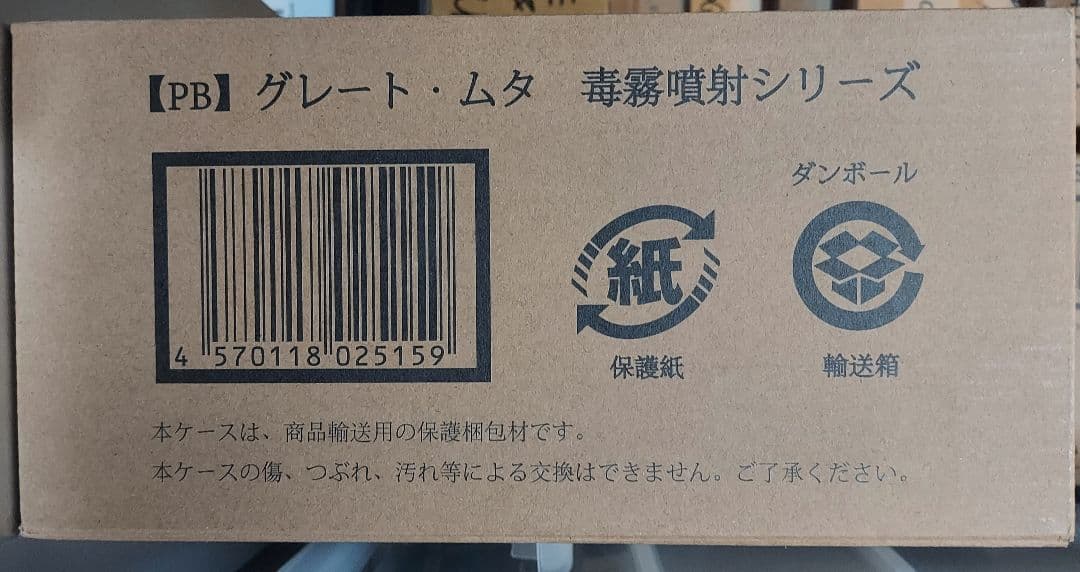 【PB】グレート・ムタ　毒霧噴射シリーズ
ダンボール
紙
4 570118 025159
保護紙
輸送箱
本ケースは、商品輸送用の保護梱包材です。
本ケースの傷、つぶれ、汚れ等による交換はできません。ご了承ください。